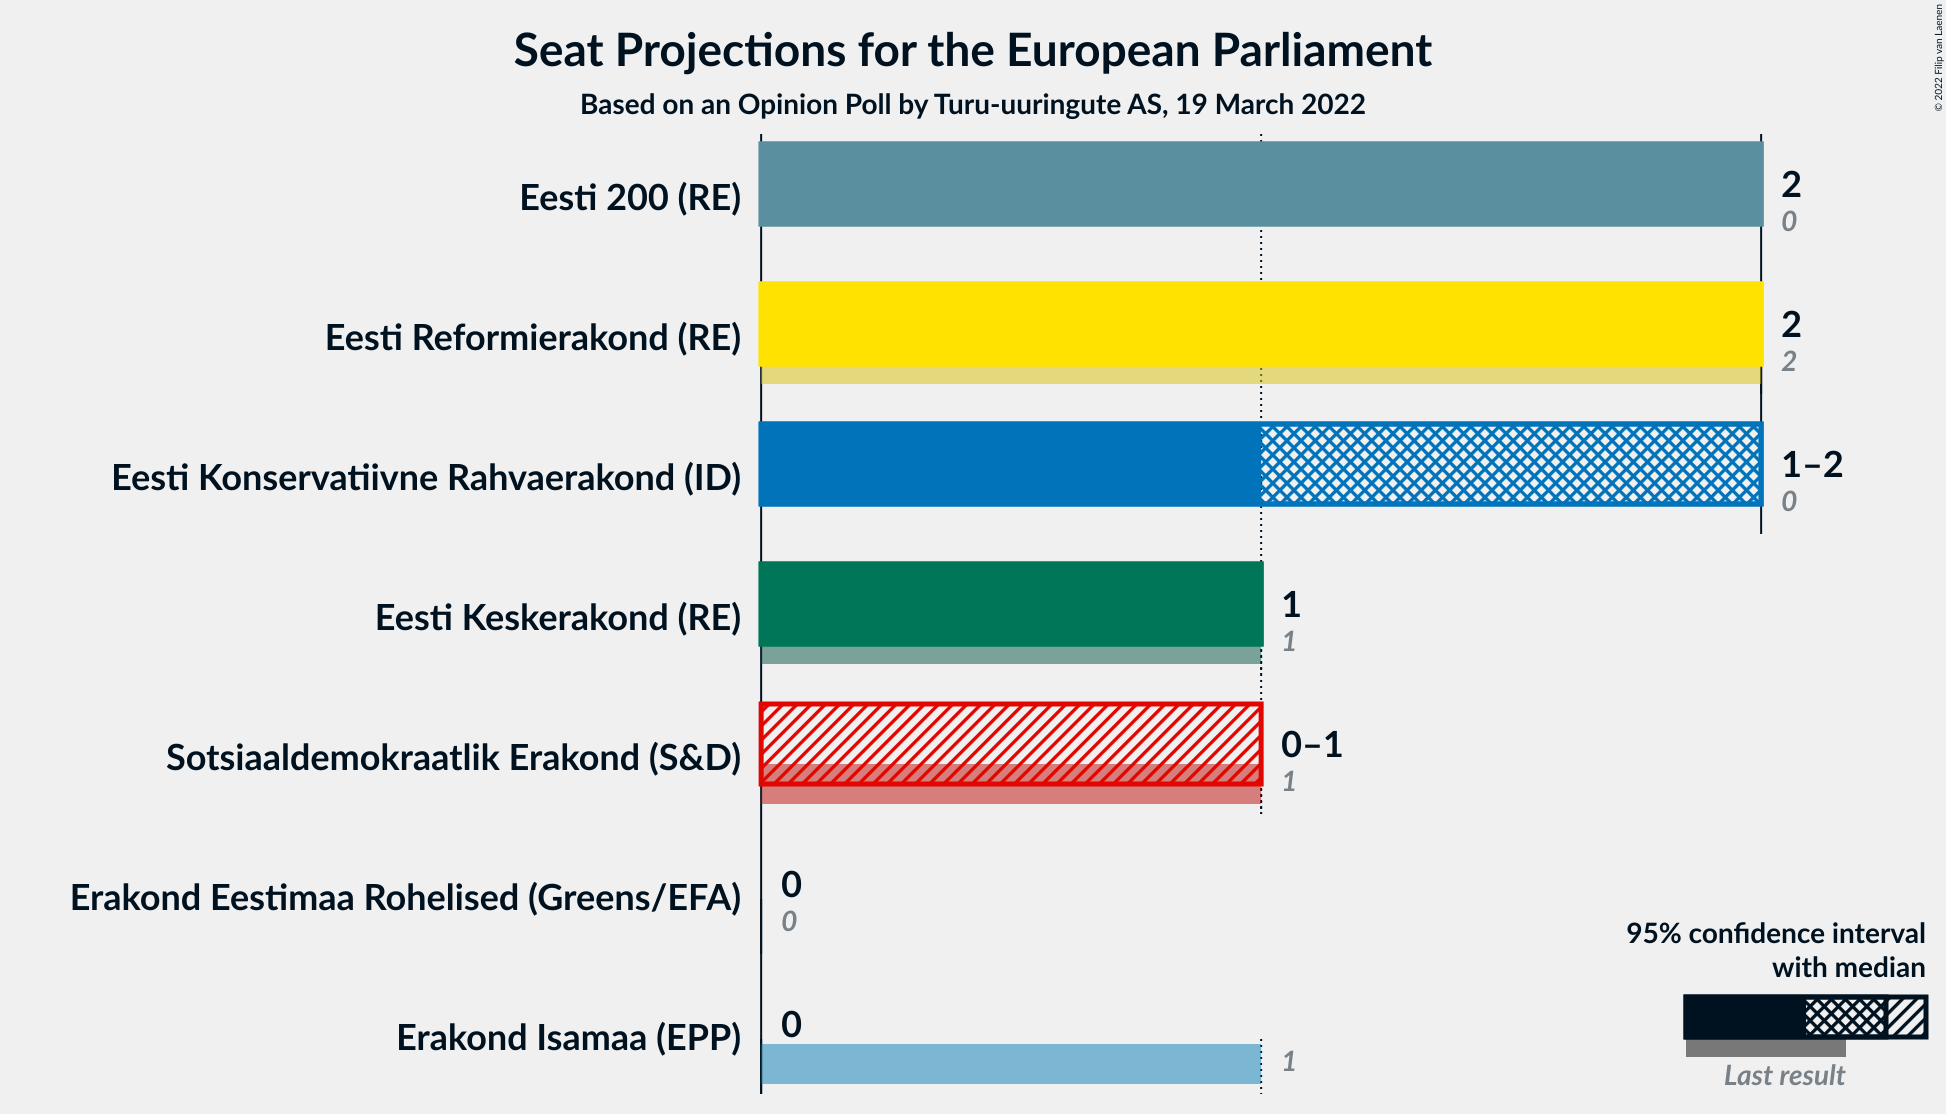 Seat Projections for the European Parliament
Based on an Opinion Poll by Turu-uuringute AS, 19 March 2022
© 2022 Filip van Laenen
Eesti 200 (RE)
2
0
Eesti Reformierakond (RE)
2
2
Eesti Konservatiivne Rahvaerakond (ID)
1–2
0
Eesti Keskerakond (RE)
1
1
Sotsiaaldemokraatlik Erakond (S&D)
0–1
1
Erakond Eestimaa Rohelised (Greens/EFA)
0
0
Erakond Isamaa (EPP)
0
1
95% confidence interval
with median
Last result